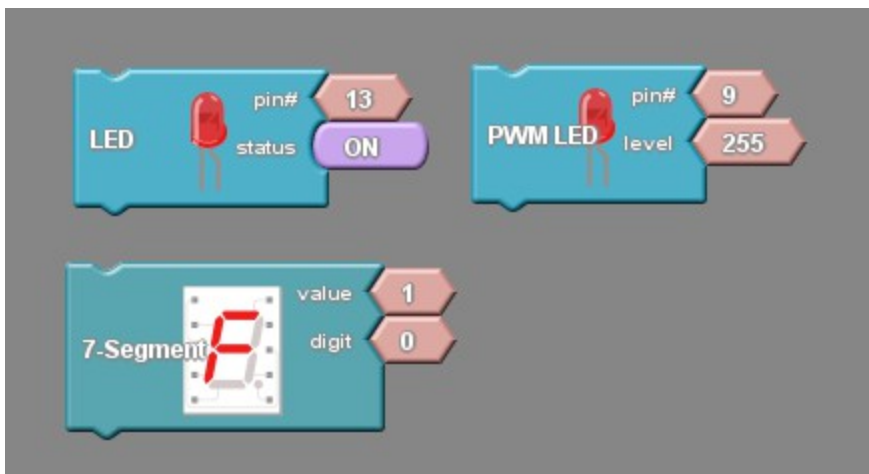 LED
pin# 13
status ON
PWM LED
pin# 9
level 255
7-Segment
value 1
digit 0